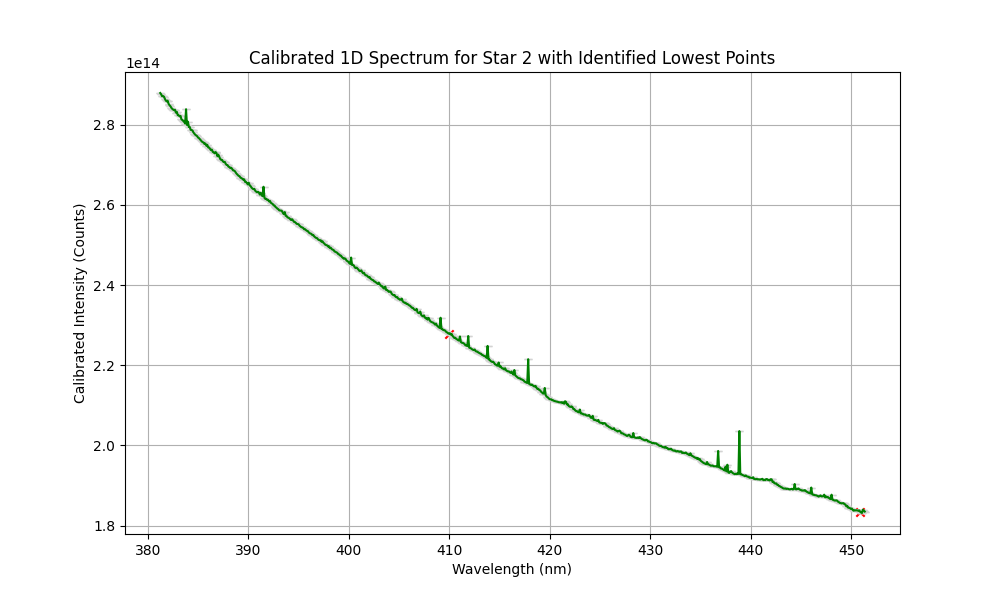 Calibrated 1D Spectrum for Star 2 with Identified Lowest Points
1e14
2.8
2.6
2.4
2.2
2.0
1.8
Calibrated Intensity (Counts)
380 390 400 410 420 430 440 450
Wavelength (nm)